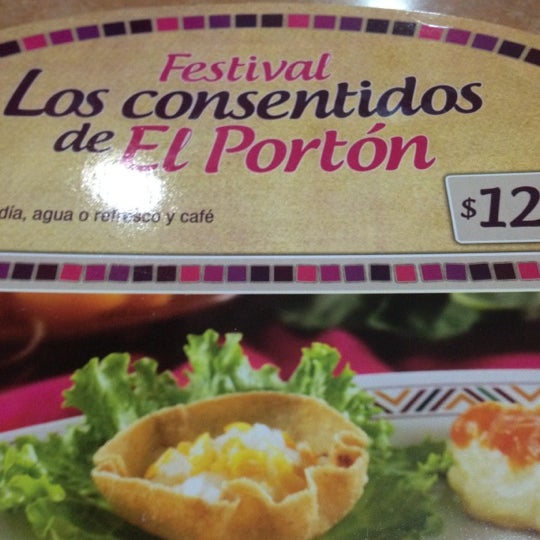 Festival
Los consentidos
de El Portón
día, agua o refresco y café
$12